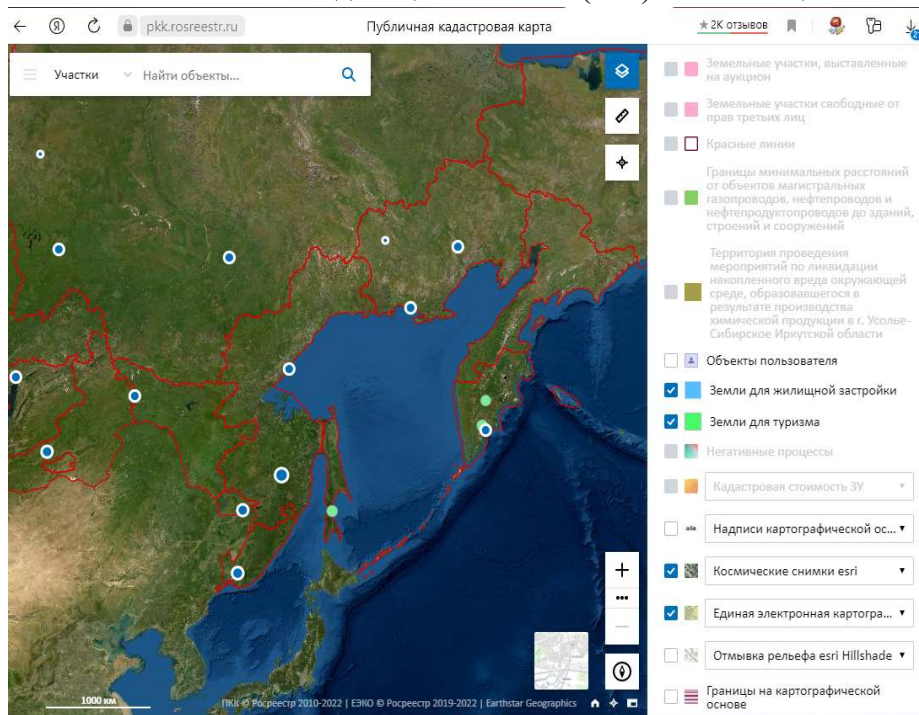 pkk.rosreestr.ru
Публичная кадастровая карта
2К отзывов
Участки
Найти объекты...
Земельные участки, выставленные
на аукцион
Земельные участки свободные от
прав третьих лиц
Красные линии
Границы минимальных расстояний
от объектов магистральных
газопроводов, нефтепроводов и
нефтепродуктопроводов до зданий,
строений и сооружений
Территория проведения
мероприятий по ликвидации
накопленного вреда окружающей
среде, образовавшегося в
результате производства
химической продукции в г. Усолье-
Сибирское Иркутской области
Объекты пользователя
Земли для жилищной застройки
Земли для туризма
Негативные процессы
Кадастровая стоимость ЗУ
Надписи картографической ос...
Космические снимки esri
Единая электронная картогра...
Отмывка рельефа esri Hillshade
Границы на картографической
основе
1000 км
ПКК © Росреестр 2010-2022 | ЕЭКО © Росреестр 2019-2022 | Earthstar Geographics